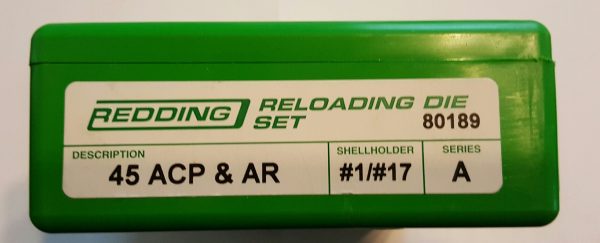 REDDING RELOADING DIE
SET 80189
DESCRIPTION SHELLHOLDER SERIES
45 ACP & AR #1/#17 A